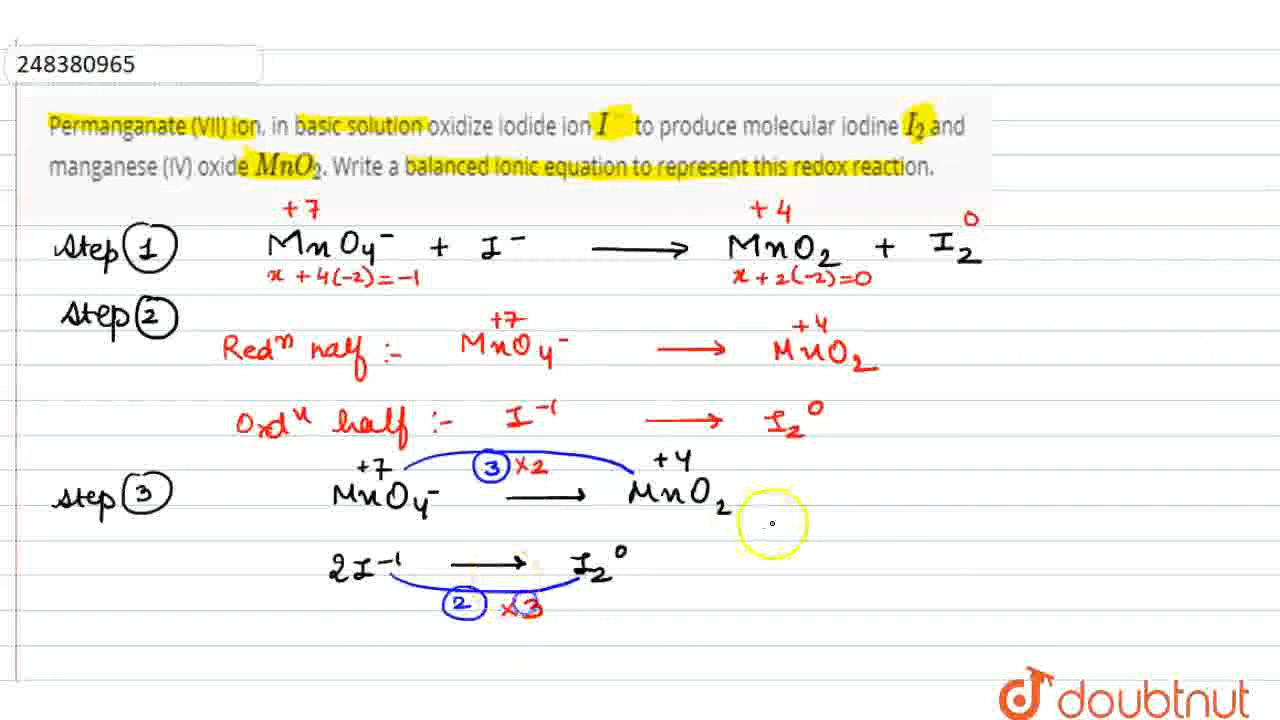 248380965
Permanganate (VII) ion, in basic solution oxidize iodide ion I⁻ to produce molecular iodine I₂ and
manganese (IV) oxide MnO₂. Write a balanced ionic equation to represent this redox reaction.
+7 +4 0
Step 1 MnO₄⁻ + I⁻ ⟶ MnO₂ + I₂
x + 4(-2) = -1 x + 2(-2) = 0
Step 2
+7 +4
Redⁿ half :- MnO₄⁻ ⟶ MnO₂
Oxdⁿ half :- I⁻¹ ⟶ I₂⁰
+7 3 ×2 +4
Step 3 MnO₄⁻ ⟶ MnO₂
2I⁻¹ ⟶ I₂⁰
2 ×3
doubtnut